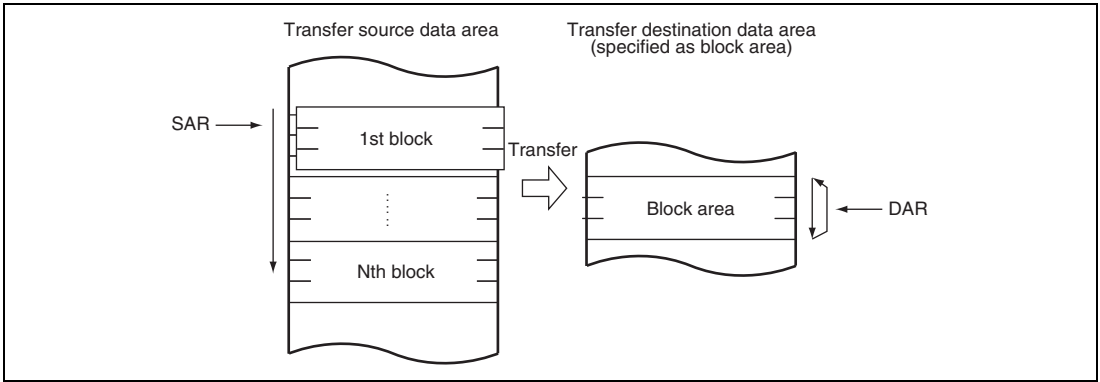 Transfer source data area
Transfer destination data area
(specified as block area)
SAR
1st block
Transfer
Block area
DAR
Nth block